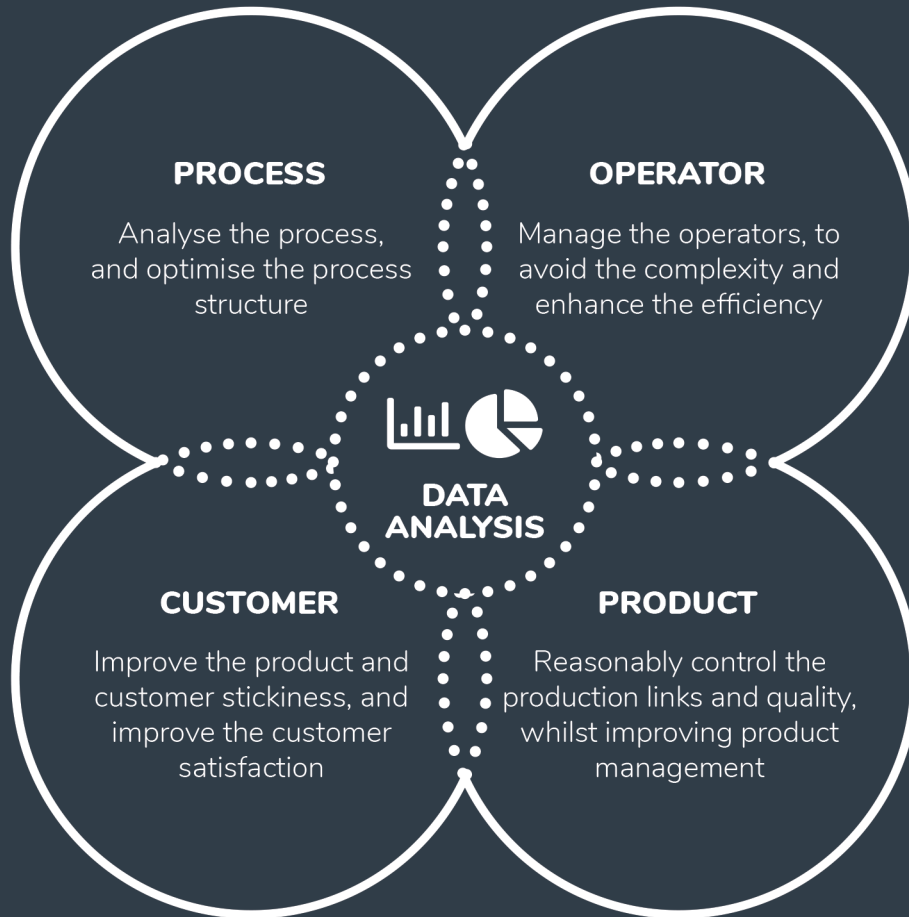 PROCESS
Analyse the process,
and optimise the process
structure
OPERATOR
Manage the operators, to
avoid the complexity and
enhance the efficiency
DATA
ANALYSIS
CUSTOMER
Improve the product and
customer stickiness, and
improve the customer
satisfaction
PRODUCT
Reasonably control the
production links and quality,
whilst improving product
management